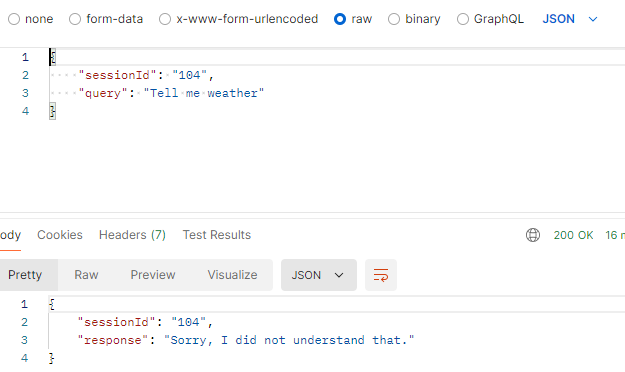 none form-data x-www-form-urlencoded raw binary GraphQL JSON
1 {
2 "sessionId": "104",
3 "query": "Tell me weather"
4 }
ody Cookies Headers (7) Test Results 200 OK 16 m
Pretty Raw Preview Visualize JSON
1 {
2 "sessionId": "104",
3 "response": "Sorry, I did not understand that."
4 }